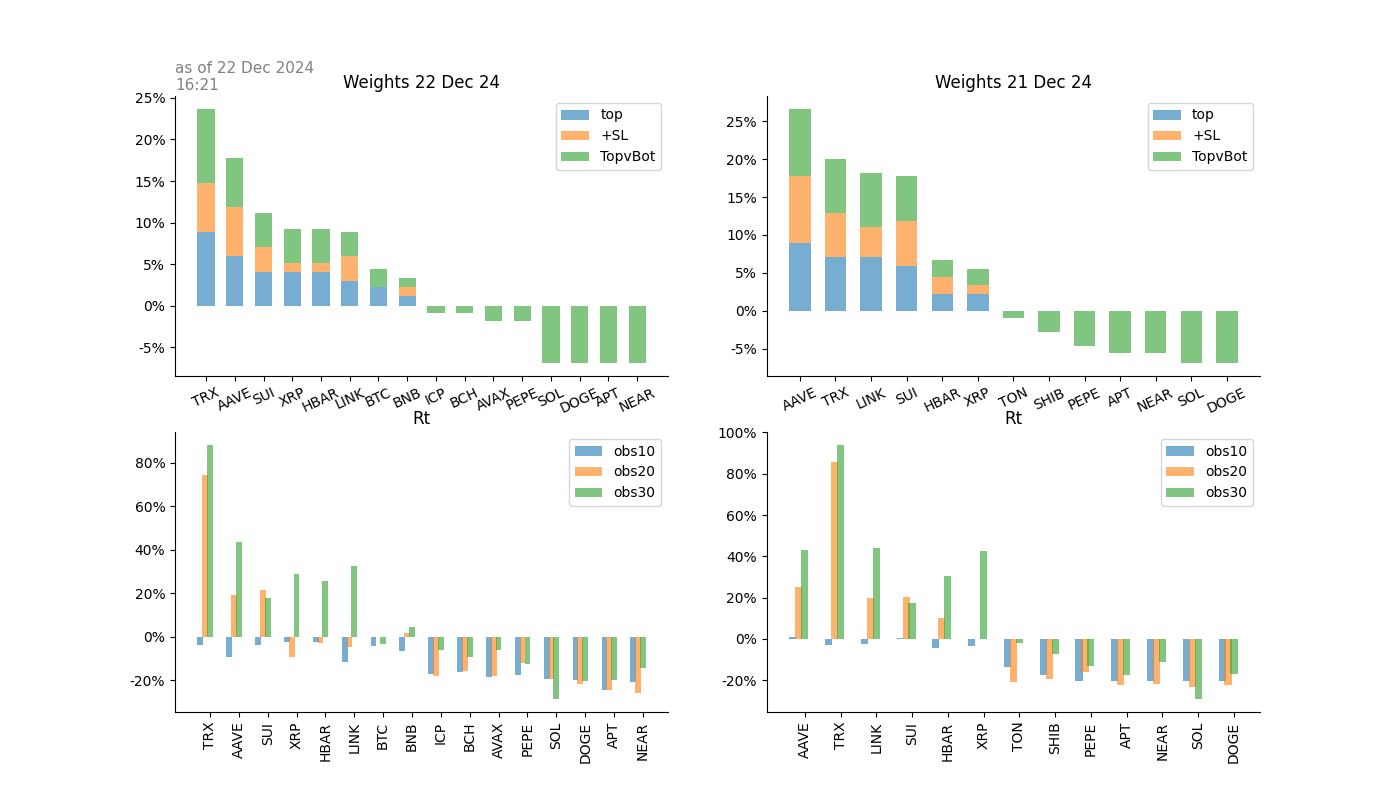 as of 22 Dec 2024
16:21
Weights 22 Dec 24
25%
20%
15%
10%
5%
0%
-5%
top
+SL
TopvBot
TRX AAVE SUI XRP HBAR LINK BTC BNB ICP BCH AVAX PEPE SOL DOGE APT NEAR
Weights 21 Dec 24
25%
20%
15%
10%
5%
0%
-5%
top
+SL
TopvBot
AAVE TRX LINK SUI HBAR XRP TON SHIB PEPE APT NEAR SOL DOGE
Rt
80%
60%
40%
20%
0%
-20%
obs10
obs20
obs30
TRX AAVE SUI XRP HBAR LINK BTC BNB ICP BCH AVAX PEPE SOL DOGE APT NEAR
Rt
100%
80%
60%
40%
20%
0%
-20%
obs10
obs20
obs30
AAVE TRX LINK SUI HBAR XRP TON SHIB PEPE APT NEAR SOL DOGE